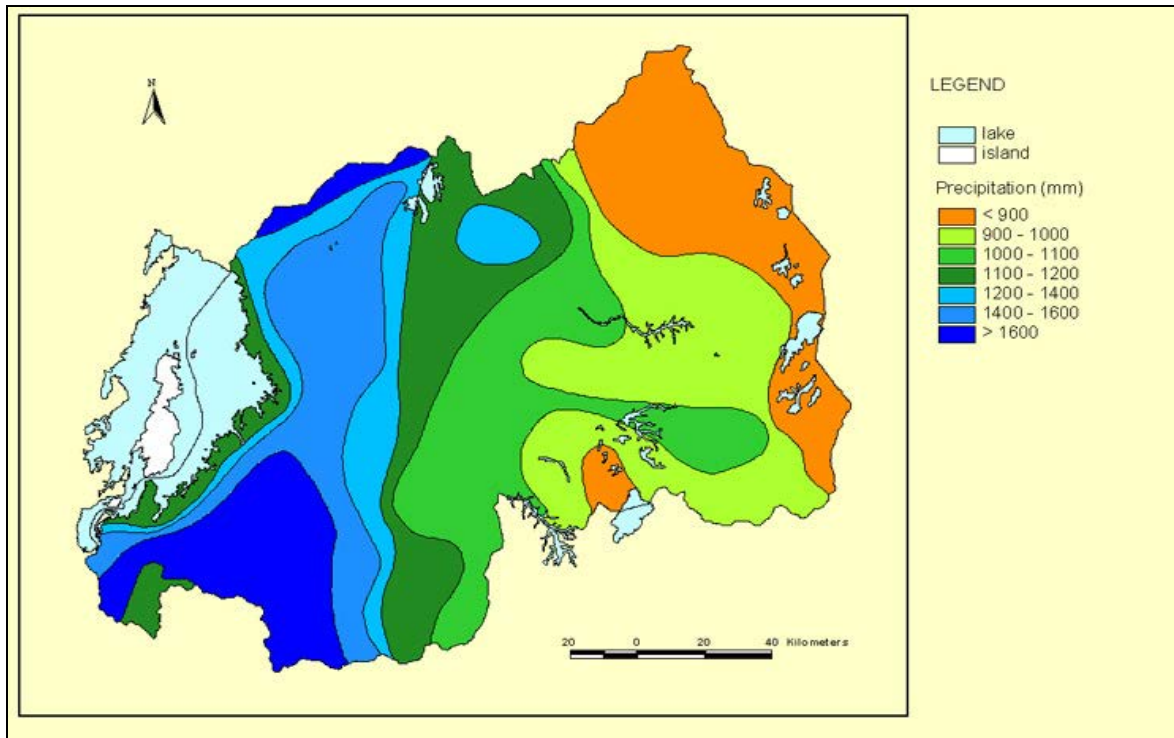 N
LEGEND
lake
island
Precipitation (mm)
< 900
900 - 1000
1000 - 1100
1100 - 1200
1200 - 1400
1400 - 1600
> 1600
20 0 20 40 Kilometers